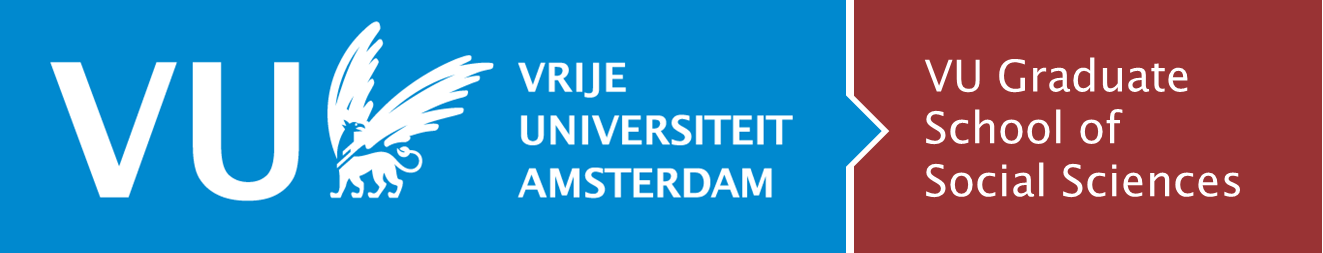 VU
VRIJE
UNIVERSITEIT
AMSTERDAM
VU Graduate
School of
Social Sciences